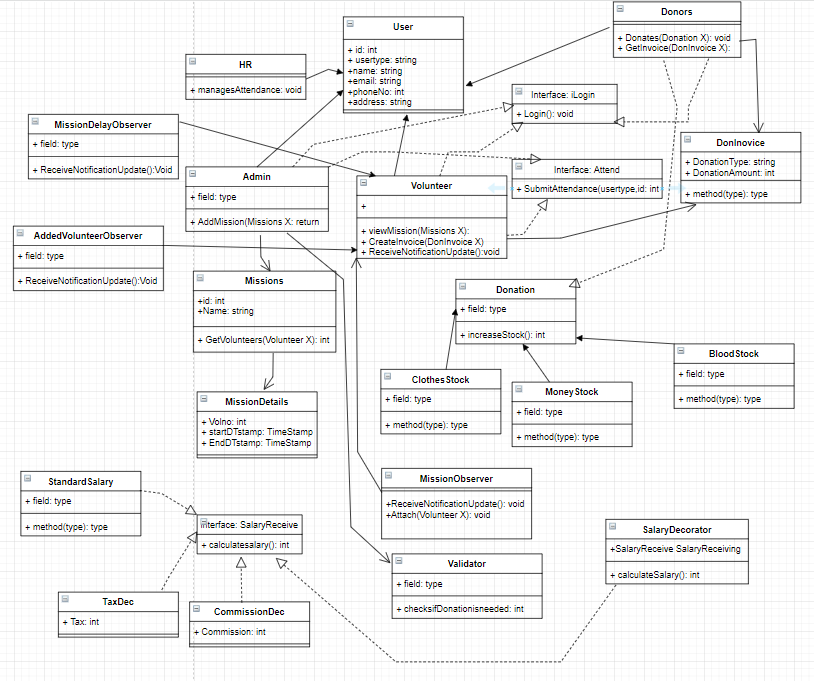 User
+ id: int
+ usertype: string
+name: string
+email: string
+phoneNo: int
+address: string
Donors
+ Donates(Donation X): void
+ GetInvoice(DonInvoice X):
HR
+ managesAttendance: void
Interface: iLogin
+ Login(): void
MissionDelayObserver
+ field: type
+ ReceiveNotificationUpdate():Void
DonInovice
+ DonationType: string
+ DonationAmount: int
+ method(type): type
Admin
+ field: type
+ AddMission(Missions X: return
Interface: Attend
+ SubmitAttendance(usertype,id: int
Volunteer
+
+ viewMission(Missions X):
+ CreateInvoice(DonInvoice X)
+ ReceiveNotificationUpdate():void
AddedVolunteerObserver
+ field: type
+ ReceiveNotificationUpdate():Void
Missions
+id: int
+Name: string
+ GetVolunteers(Volunteer X): int
Donation
+ field: type
+ increaseStock(): int
BloodStock
+ field: type
+ method(type): type
ClothesStock
+ field: type
+ method(type): type
MoneyStock
+ field: type
+ method(type): type
MissionDetails
+ Volno: int
+ startDTstamp: TimeStamp
+ EndDTstamp: TimeStamp
StandardSalary
+ field: type
+ method(type): type
MissionObserver
+ReceiveNotificationUpdate(): void
+Attach(Volunteer X): void
Interface: SalaryReceive
+ calculatesalary(): int
SalaryDecorator
+SalaryReceive SalaryReceiving
+ calculateSalary(): int
Validator
+ field: type
+ checksifDonationisneeded: int
TaxDec
+ Tax: int
CommissionDec
+ Commission: int